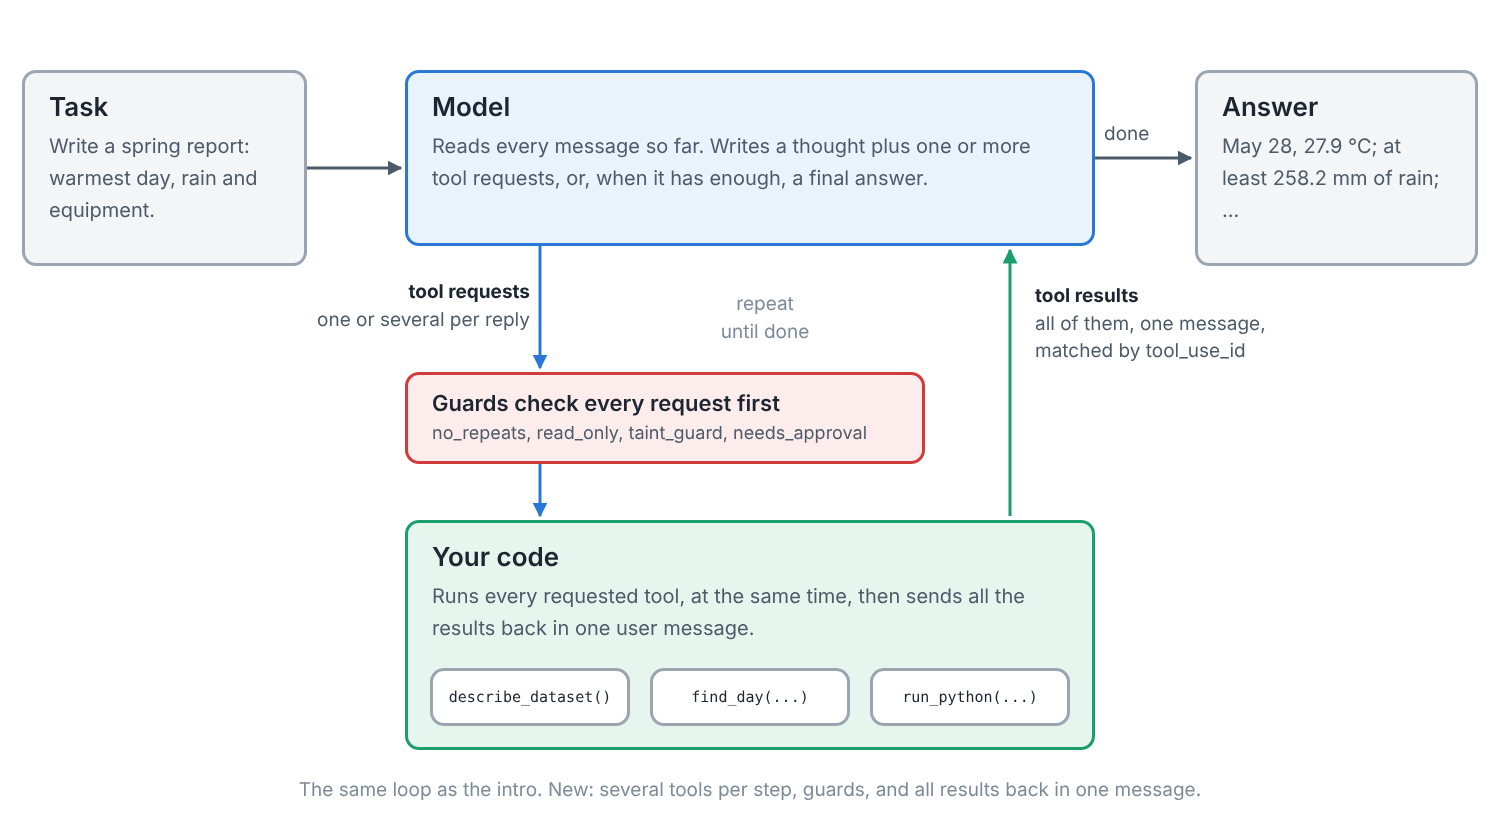 Task
Write a spring report:
warmest day, rain and
equipment.
Model
Reads every message so far. Writes a thought plus one or more
tool requests, or, when it has enough, a final answer.
done
Answer
May 28, 27.9 °C; at
least 258.2 mm of rain;
...
tool requests
one or several per reply
repeat
until done
tool results
all of them, one message,
matched by tool_use_id
Guards check every request first
no_repeats, read_only, taint_guard, needs_approval
Your code
Runs every requested tool, at the same time, then sends all the
results back in one user message.
describe_dataset()
find_day(...)
run_python(...)
The same loop as the intro. New: several tools per step, guards, and all results back in one message.